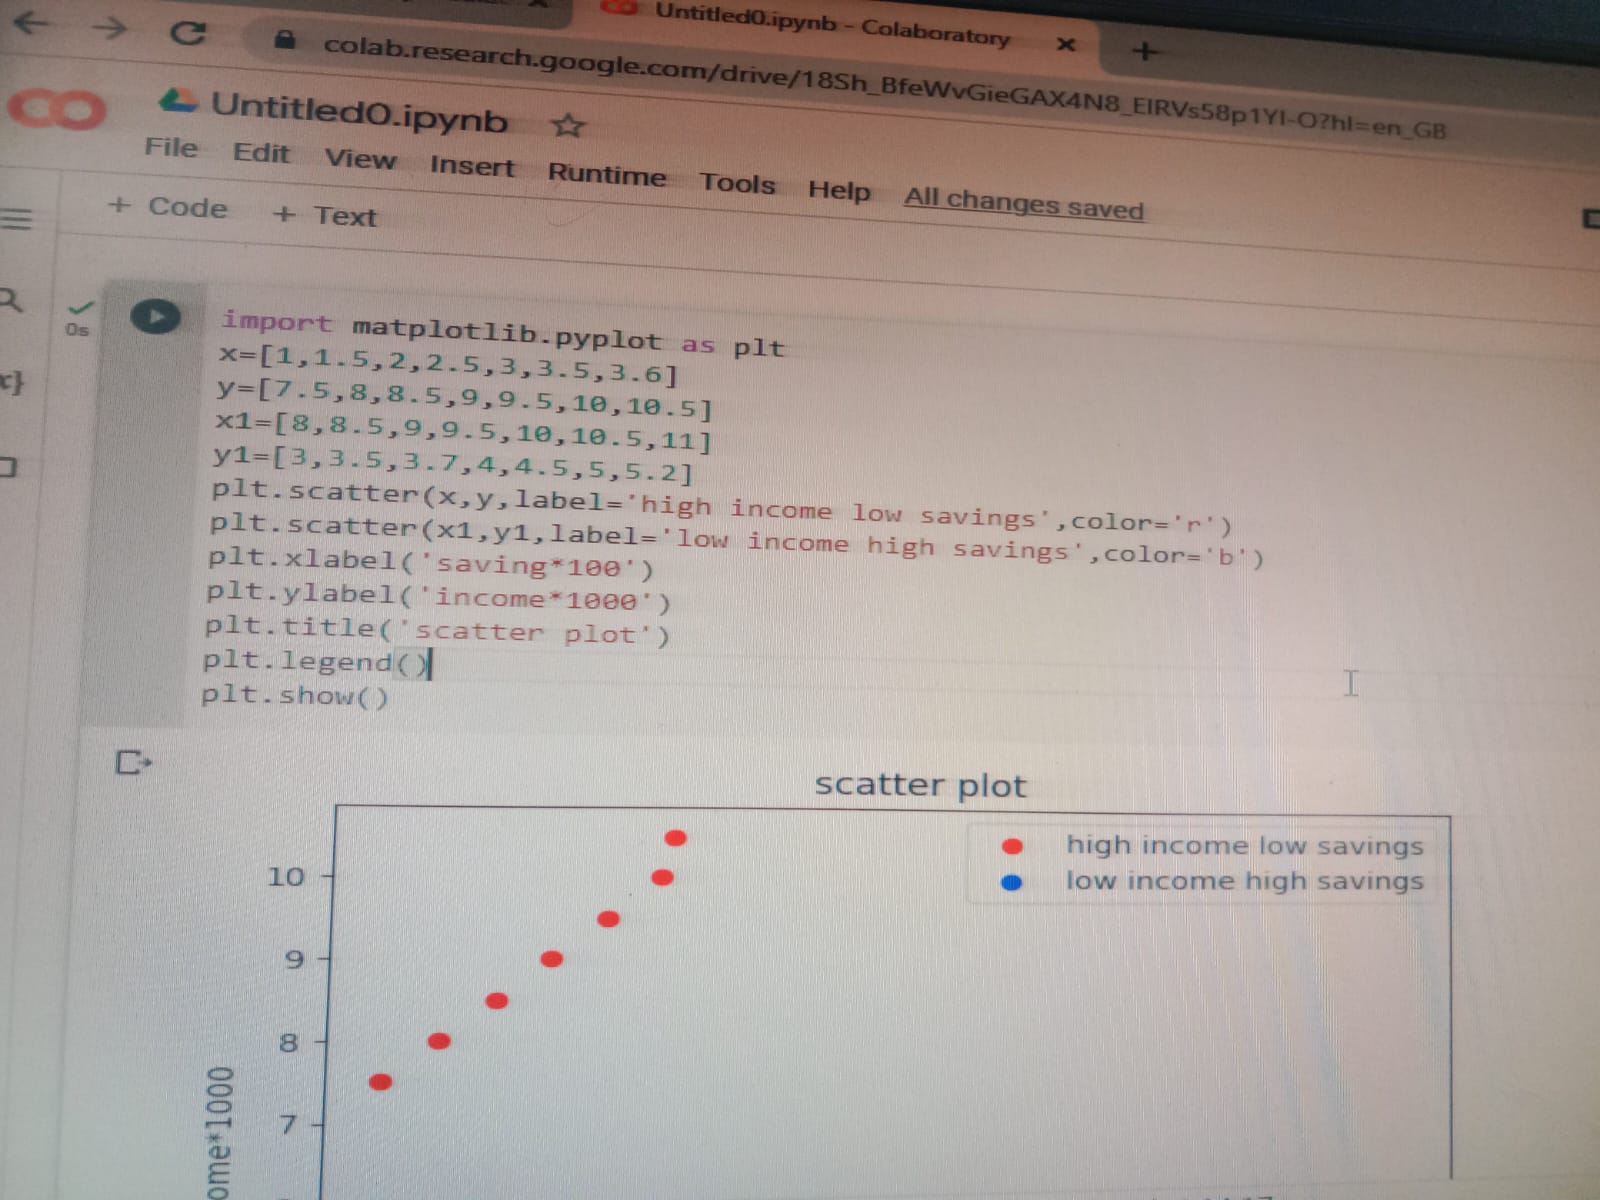 Untitled0.ipynb - Colaboratory
colab.research.google.com/drive/18Sh_BfeWvGieGAX4N8_EIRVs58p1YI-O?hl=en_GB
Untitled0.ipynb
File Edit View Insert Runtime Tools Help All changes saved
+ Code + Text
0s
import matplotlib.pyplot as plt
x=[1,1.5,2,2.5,3,3.5,3.6]
y=[7.5,8,8.5,9,9.5,10,10.5]
x1=[8,8.5,9,9.5,10,10.5,11]
y1=[3,3.5,3.7,4,4.5,5,5.2]
plt.scatter(x,y,label='high income low savings',color='r')
plt.scatter(x1,y1,label='low income high savings',color='b')
plt.xlabel('saving*100')
plt.ylabel('income*1000')
plt.title('scatter plot')
plt.legend()
plt.show()
scatter plot
high income low savings
low income high savings
10
9
8
7
ome*1000